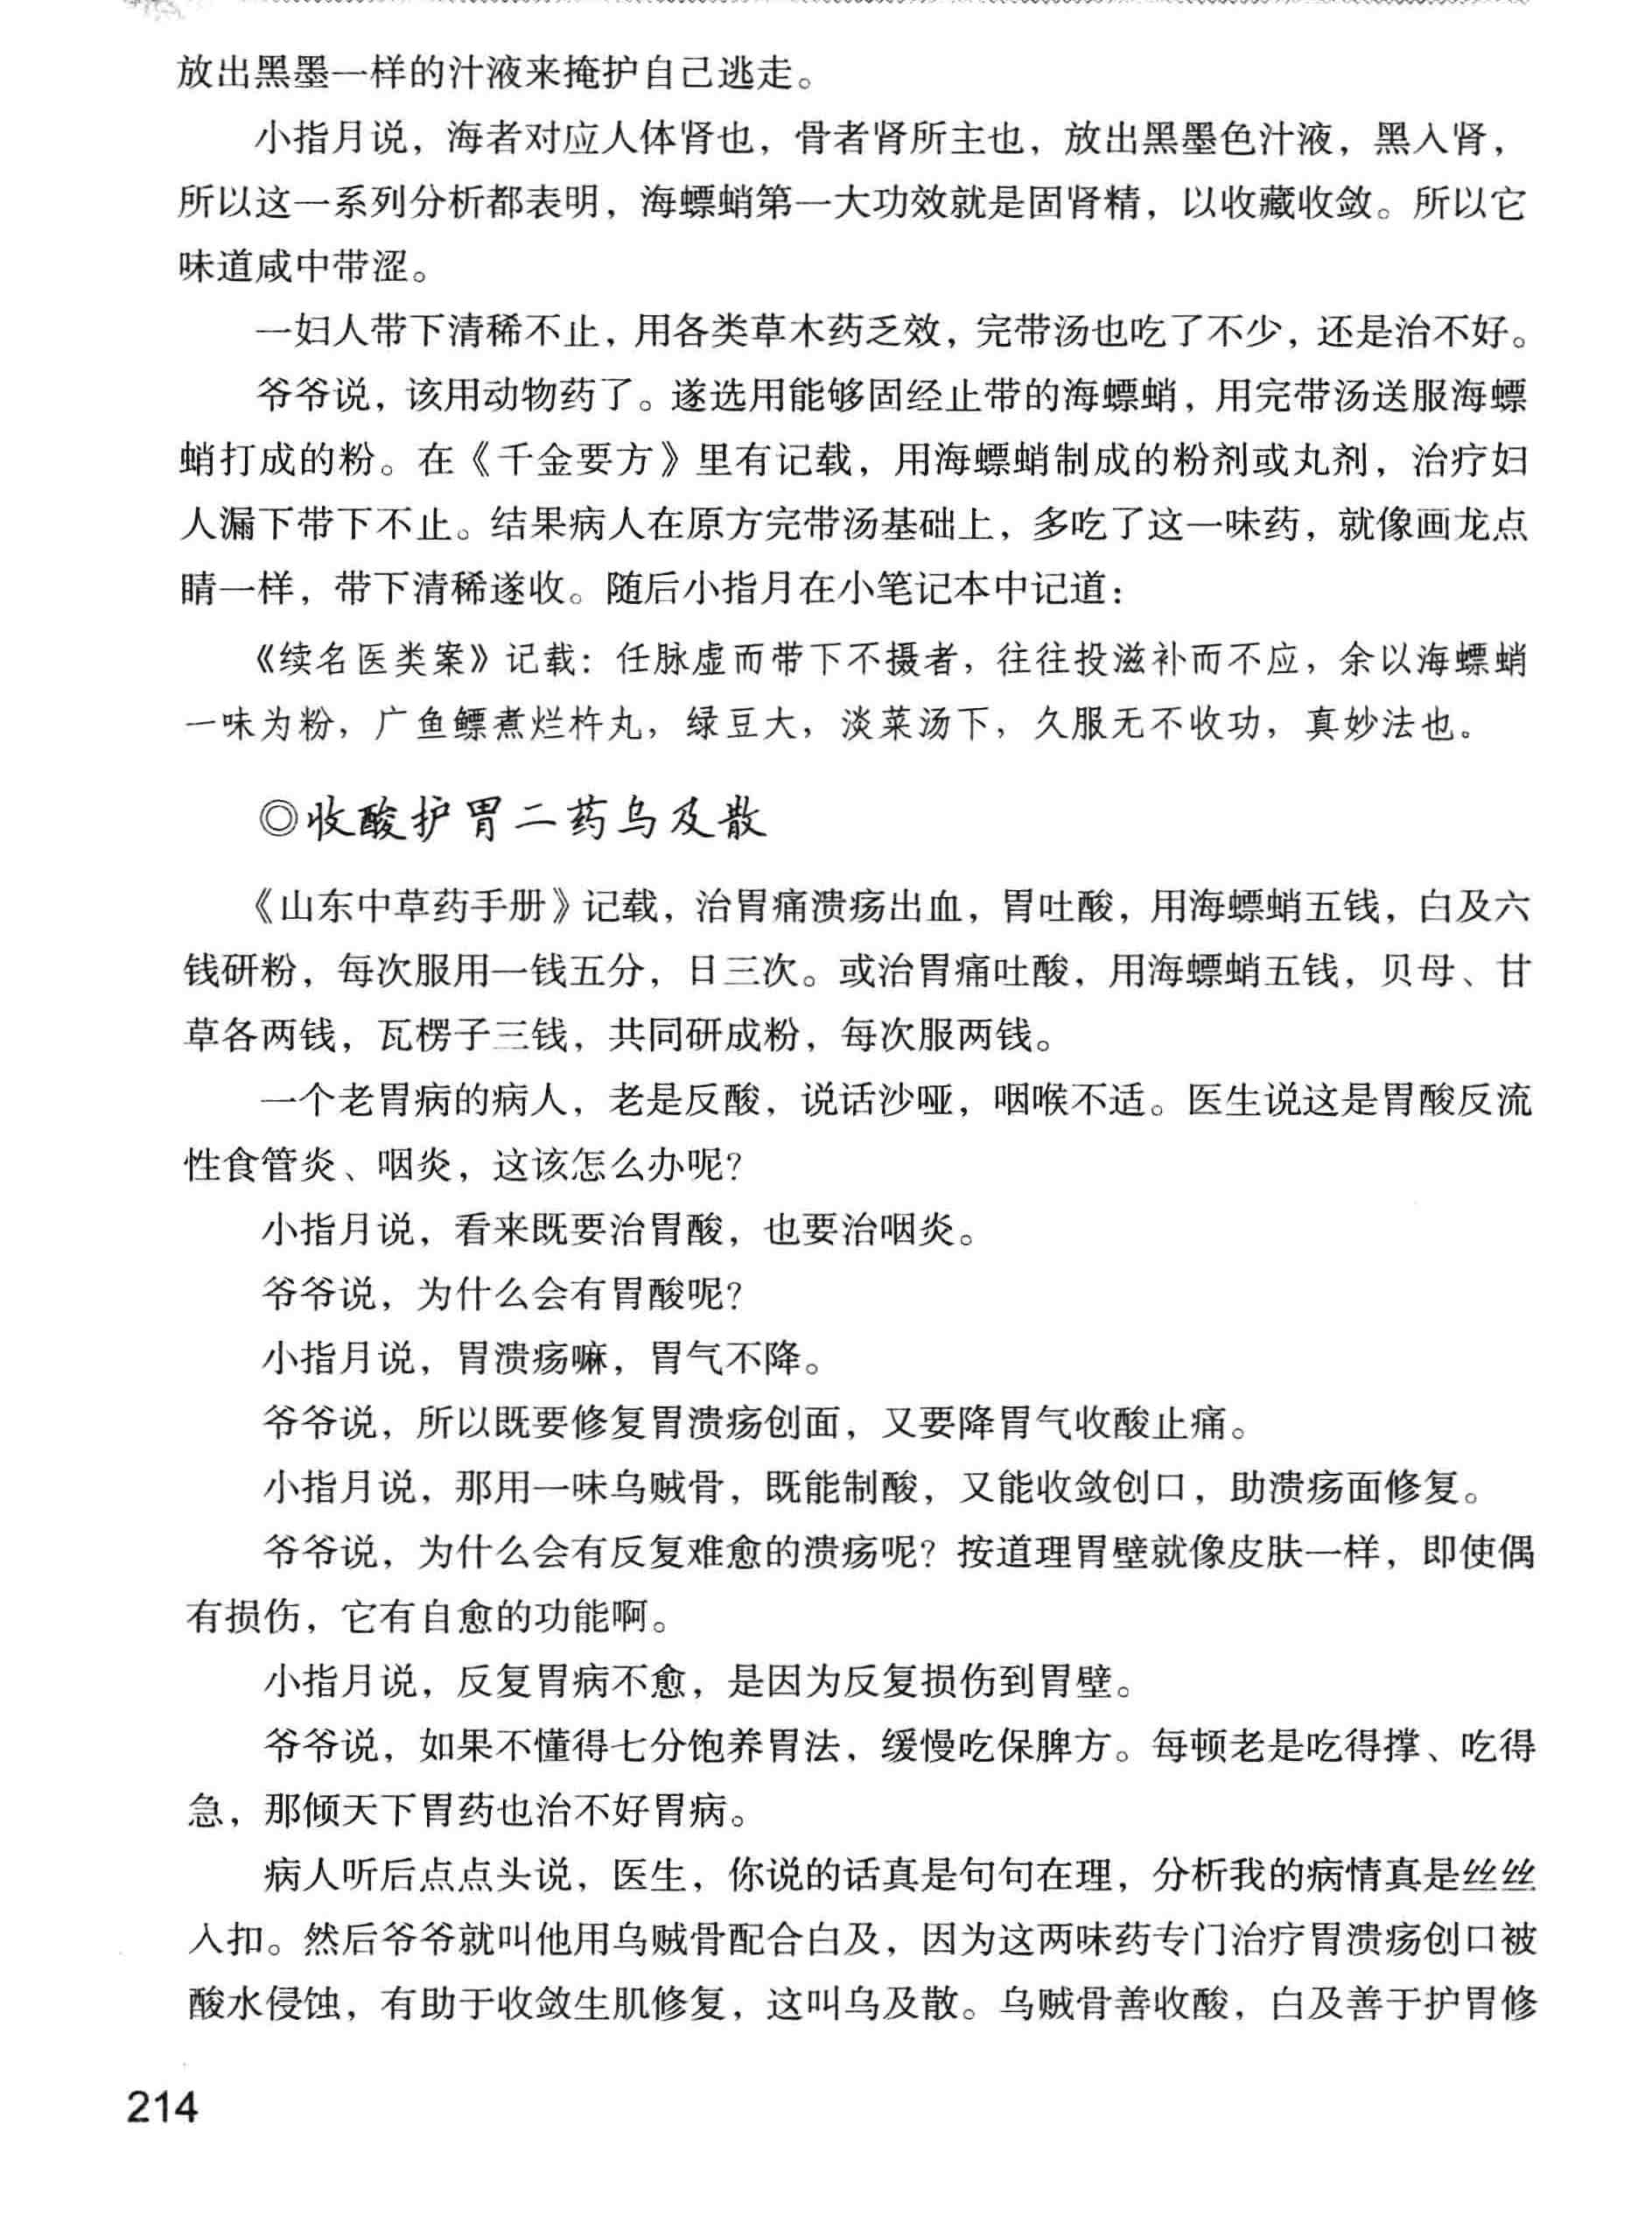 放出黑墨一样的汁液来掩护自己逃走。
小指月说，海者对应人体肾也，骨者肾所主也，放出黑墨色汁液，黑入肾，
所以这一系列分析都表明，海螵蛸第一大功效就是固肾精，以收藏收敛。所以它
味道咸中带涩。
一妇人带下清稀不止，用各类草木药乏效，完带汤也吃了不少，还是治不好。
爷爷说，该用动物药了。遂选用能够固经止带的海螵蛸，用完带汤送服海螵
蛸打成的粉。在《千金要方》里有记载，用海螵蛸制成的粉剂或丸剂，治疗妇
人漏下带下不止。结果病人在原方完带汤基础上，多吃了这一味药，就像画龙点
睛一样，带下清稀遂收。随后小指月在小笔记本中记道：
《续名医类案》记载：任脉虚而带下不摄者，往往投滋补而不应，余以海螵蛸
一味为粉，广鱼鳔煮烂杵丸，绿豆大，淡菜汤下，久服无不收功，真妙法也。
◎收酸护胃二药乌及散
《山东中草药手册》记载，治胃痛溃疡出血，胃吐酸，用海螵蛸五钱，白及六
钱研粉，每次服用一钱五分，日三次。或治胃痛吐酸，用海螵蛸五钱，贝母、甘
草各两钱，瓦楞子三钱，共同研成粉，每次服两钱。
一个老胃病的病人，老是反酸，说话沙哑，咽喉不适。医生说这是胃酸反流
性食管炎、咽炎，这该怎么办呢？
小指月说，看来既要治胃酸，也要治咽炎。
爷爷说，为什么会有胃酸呢？
小指月说，胃溃疡嘛，胃气不降。
爷爷说，所以既要修复胃溃疡创面，又要降胃气收酸止痛。
小指月说，那用一味乌贼骨，既能制酸，又能收敛创口，助溃疡面修复。
爷爷说，为什么会有反复难愈的溃疡呢？按道理胃壁就像皮肤一样，即使偶
有损伤，它有自愈的功能啊。
小指月说，反复胃病不愈，是因为反复损伤到胃壁。
爷爷说，如果不懂得七分饱养胃法，缓慢吃保脾方。每顿老是吃得撑、吃得
急，那倾天下胃药也治不好胃病。
病人听后点点头说，医生，你说的话真是句句在理，分析我的病情真是丝丝
入扣。然后爷爷就叫他用乌贼骨配合白及，因为这两味药专门治疗胃溃疡创口被
酸水侵蚀，有助于收敛生肌修复，这叫乌及散。乌贼骨善收酸，白及善于护胃修
214